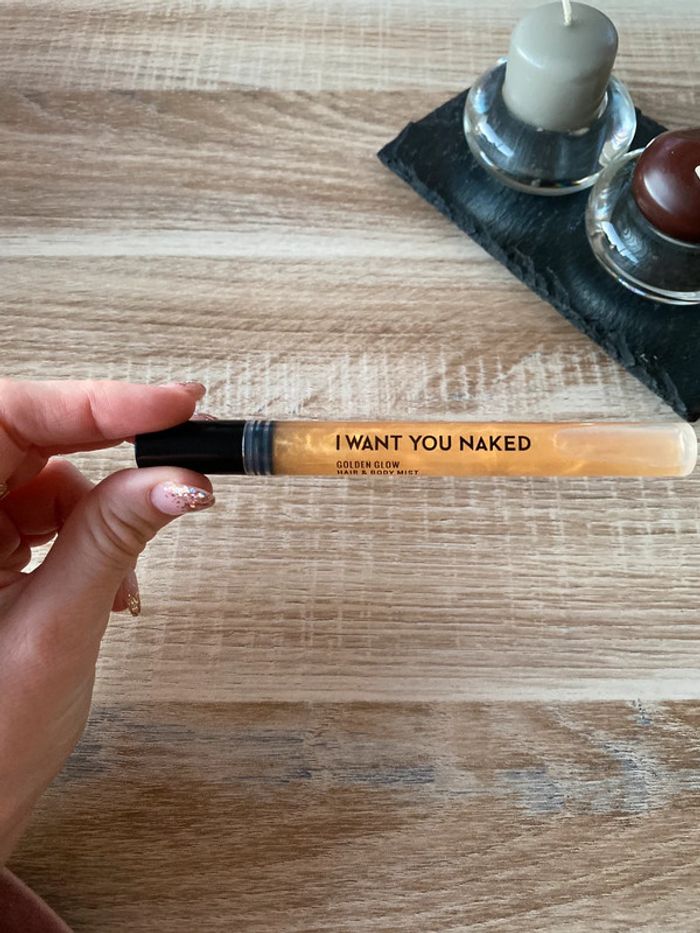 I WANT YOU NAKED
GOLDEN GLOW
HAIR & BODY MIST